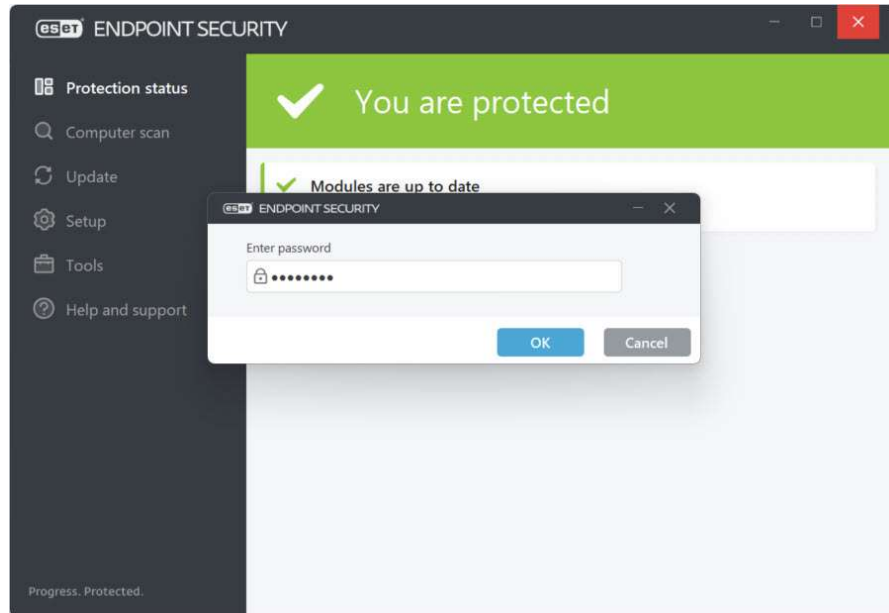 eset ENDPOINT SECURITY
Protection status
Computer scan
Update
Setup
Tools
Help and support
Progress. Protected.
You are protected
Modules are up to date
eset ENDPOINT SECURITY
Enter password
••••••••
OK Cancel